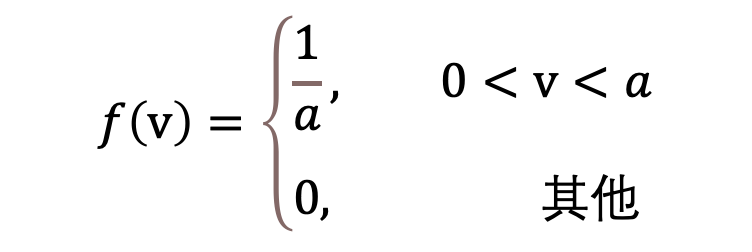 f(v) = { 1/a, 0 < v < a
0, 其他